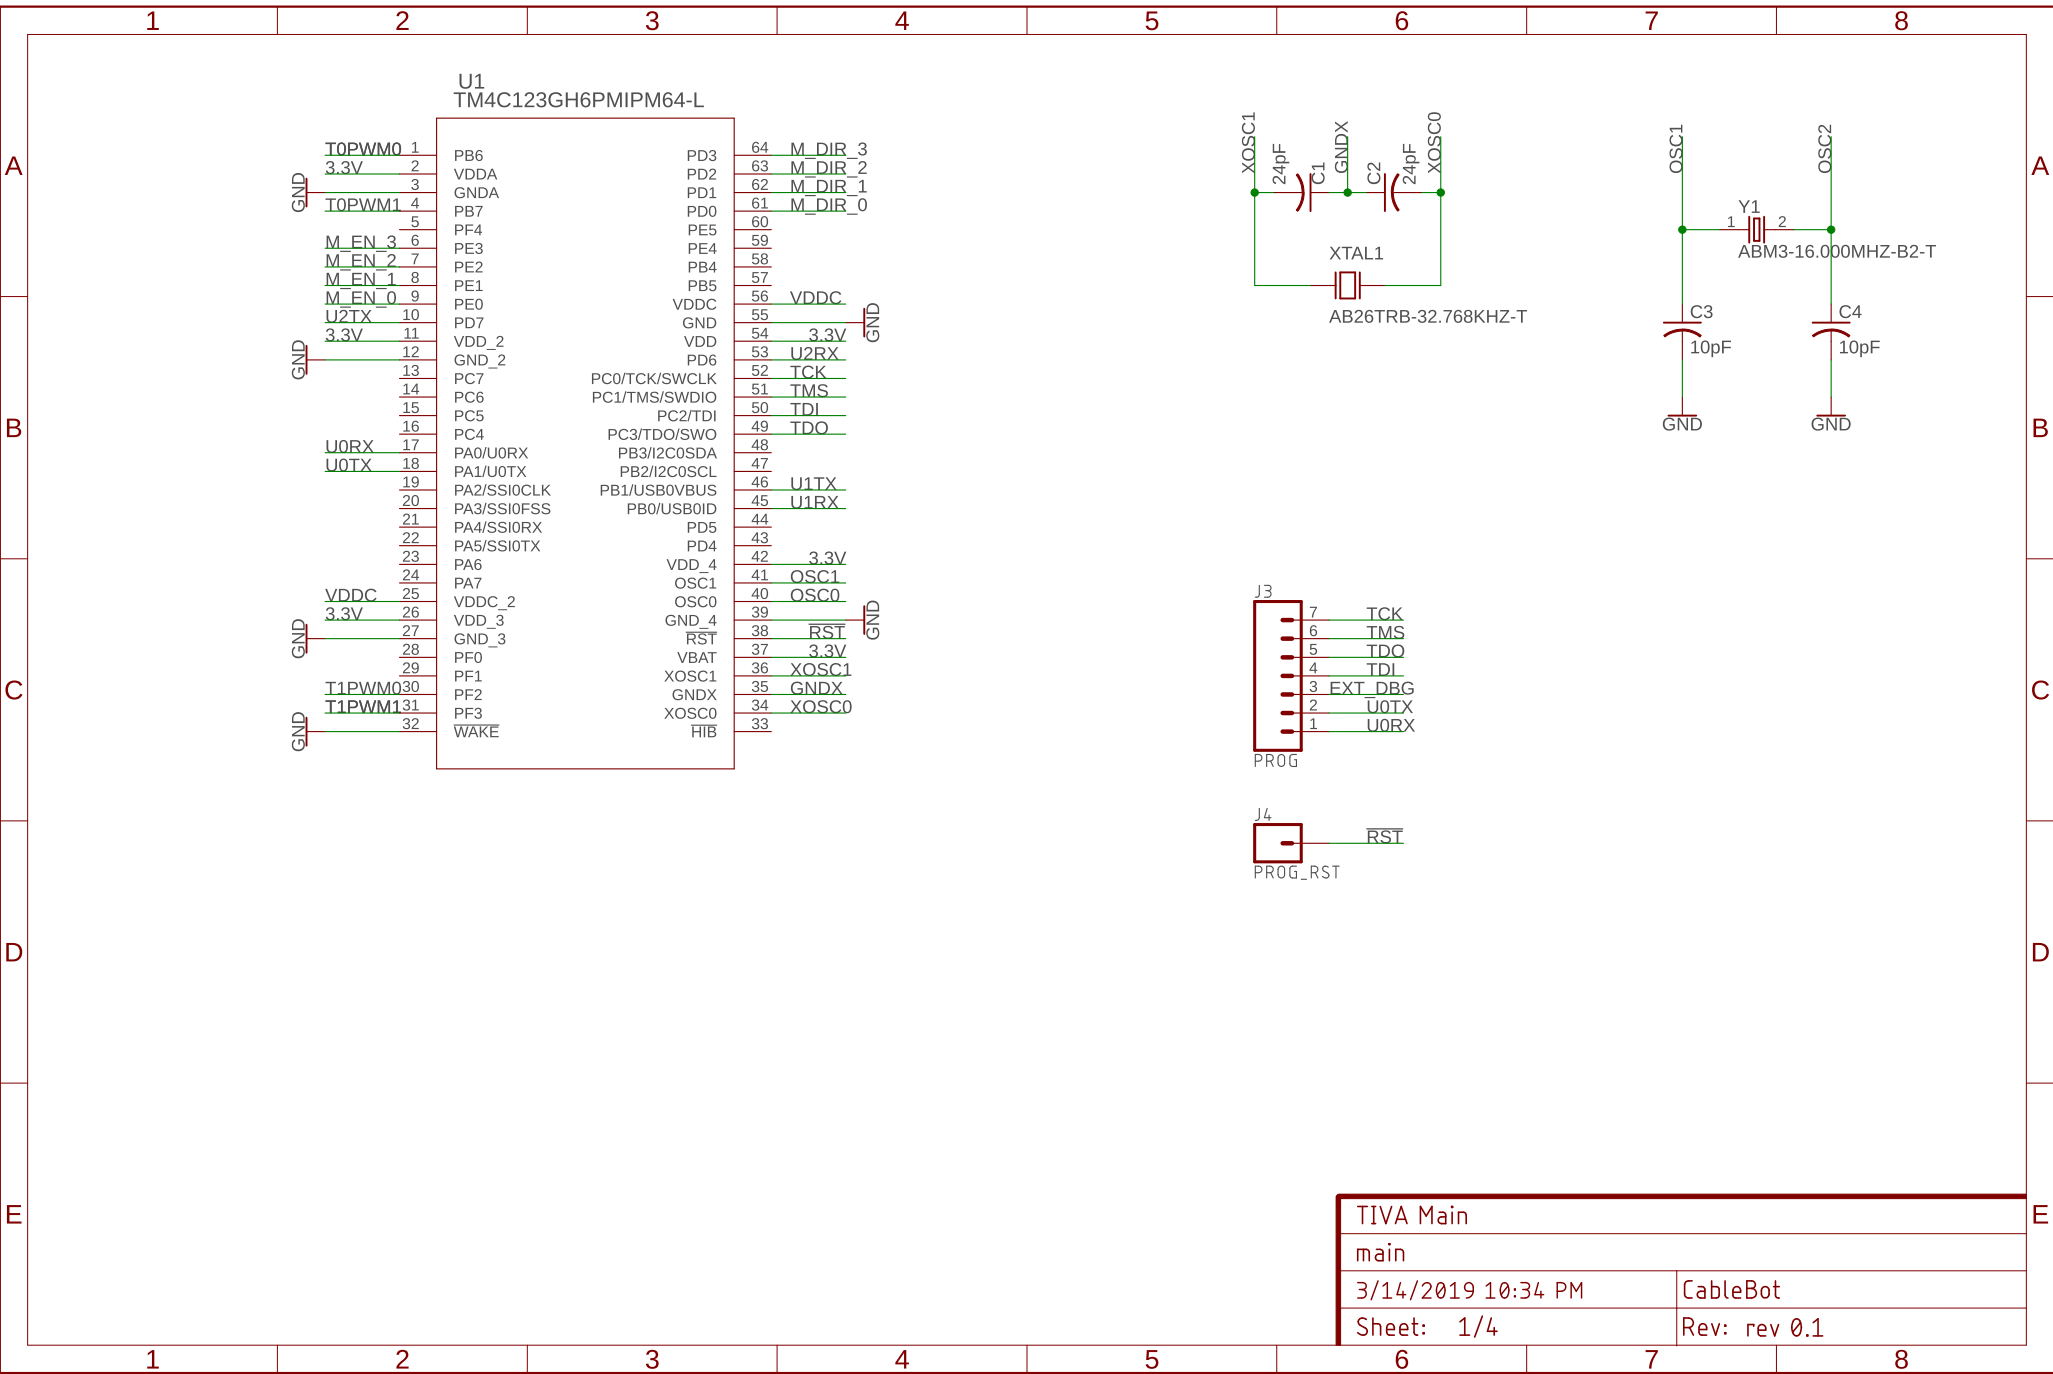 1 2 3 4 5 6 7 8
A A
B B
C C
D D
E E
U1
TM4C123GH6PMIPM64-L
T0PWM0 1 PB6 PD3 64 M_DIR_3
3.3V 2 VDDA PD2 63 M_DIR_2
GND 3 GNDA PD1 62 M_DIR_1
T0PWM1 4 PB7 PD0 61 M_DIR_0
5 PF4 PE5 60
M_EN_3 6 PE3 PE4 59
M_EN_2 7 PE2 PB4 58
M_EN_1 8 PE1 PB5 57
M_EN_0 9 PE0 VDDC 56 VDDC
U2TX 10 PD7 GND 55 GND
3.3V 11 VDD_2 VDD 54 3.3V
GND 12 GND_2 PD6 53 U2RX
13 PC7 PC0/TCK/SWCLK 52 TCK
14 PC6 PC1/TMS/SWDIO 51 TMS
15 PC5 PC2/TDI 50 TDI
16 PC4 PC3/TDO/SWO 49 TDO
U0RX 17 PA0/U0RX PB3/I2C0SDA 48
U0TX 18 PA1/U0TX PB2/I2C0SCL 47
19 PA2/SSI0CLK PB1/USB0VBUS 46 U1TX
20 PA3/SSI0FSS PB0/USB0ID 45 U1RX
21 PA4/SSI0RX PD5 44
22 PA5/SSI0TX PD4 43
23 PA6 VDD_4 42 3.3V
24 PA7 OSC1 41 OSC1
VDDC 25 VDDC_2 OSC0 40 OSC0
3.3V 26 VDD_3 GND_4 39 GND
GND 27 GND_3 RST 38 RST
28 PF0 VBAT 37 3.3V
29 PF1 XOSC1 36 XOSC1
T1PWM0 30 PF2 GNDX 35 GNDX
T1PWM1 31 PF3 XOSC0 34 XOSC0
GND 32 WAKE HIB 33
XOSC1 24pF C1 GNDX C2 24pF XOSC0
XTAL1
AB26TRB-32.768KHZ-T
OSC1 OSC2
Y1
1 2
ABM3-16.000MHZ-B2-T
C3 C4
10pF 10pF
GND GND
J3
7 TCK
6 TMS
5 TDO
4 TDI
3 EXT_DBG
2 U0TX
1 U0RX
PROG
J4
RST
PROG_RST
TIVA Main
main
3/14/2019 10:34 PM CableBot
Sheet: 1/4 Rev: rev 0.1
1 2 3 4 5 6 7 8